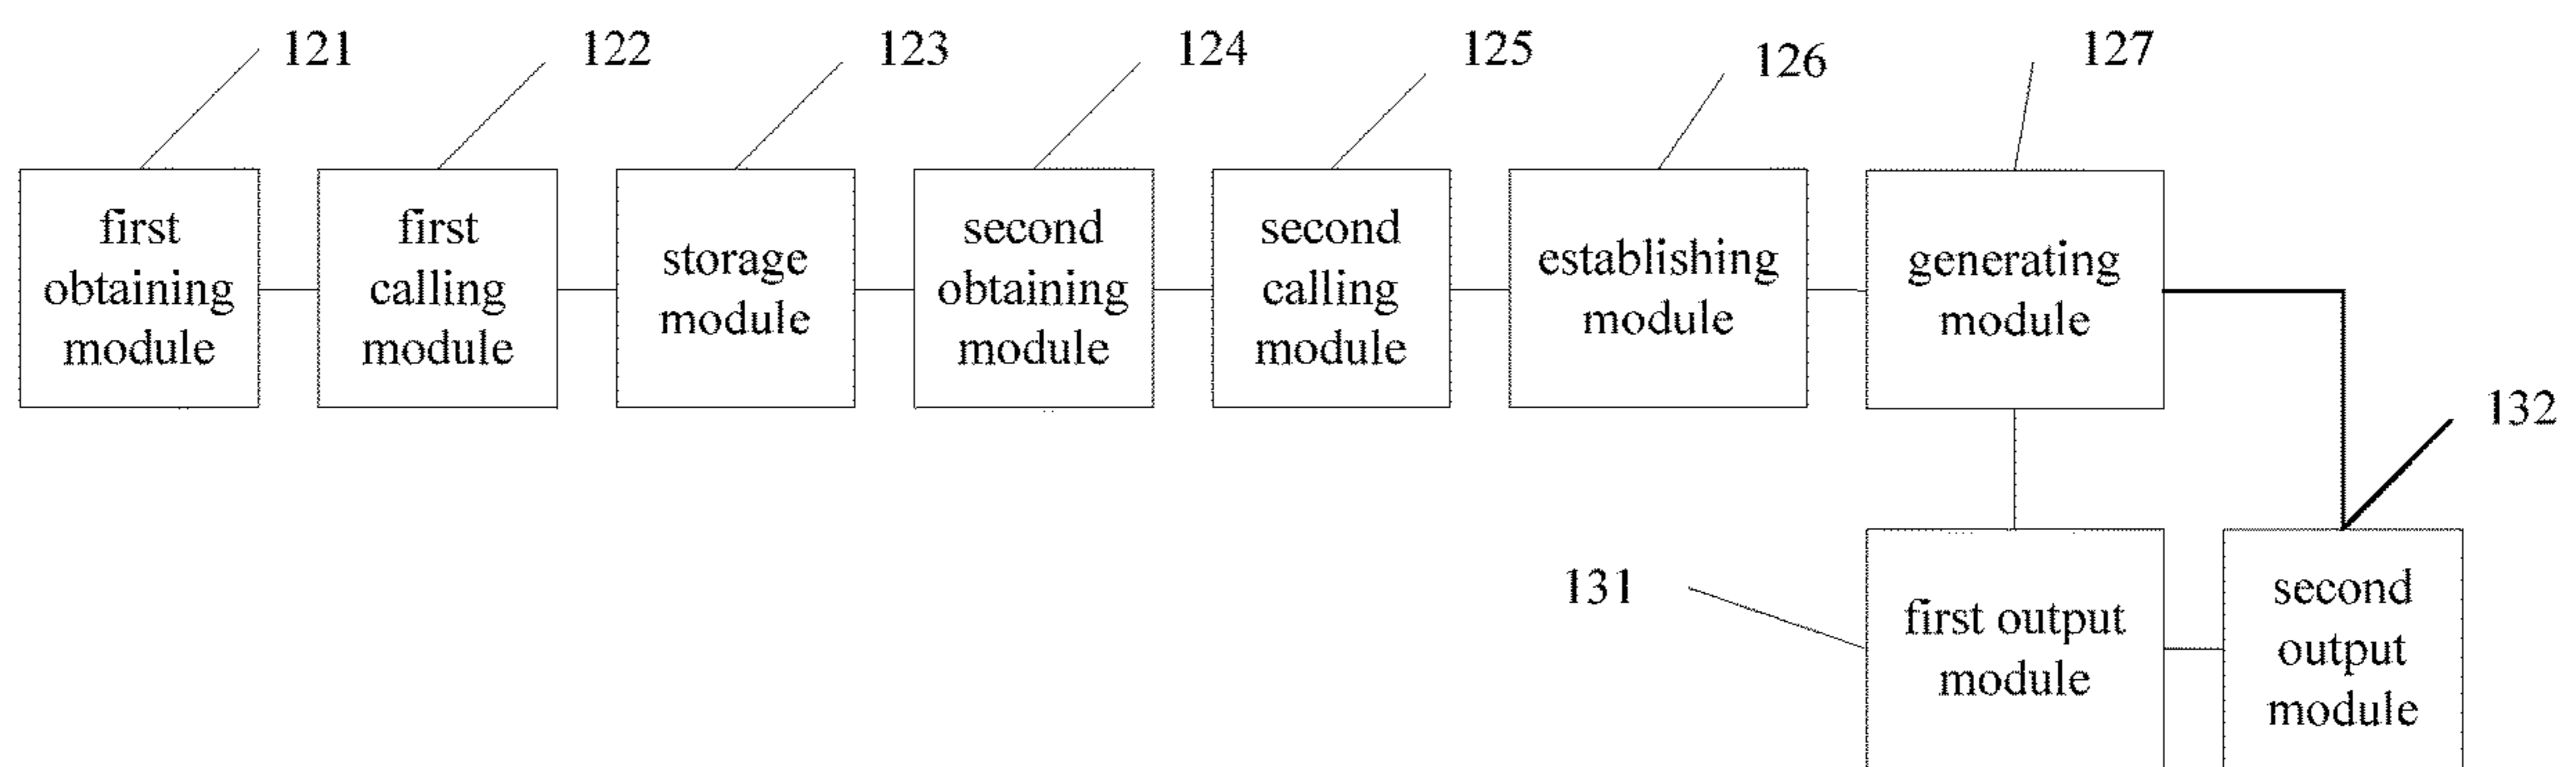 121
122
123
124
125
126
127
first
obtaining
module
first
calling
module
storage
module
second
obtaining
module
second
calling
module
establishing
module
generating
module
132
131
first output
module
second
output
module